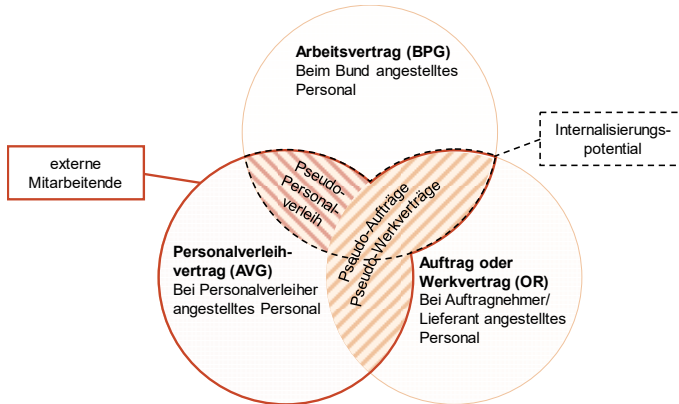 Arbeitsvertrag (BPG)
Beim Bund angestelltes
Personal
Internalisierungs-
potential
externe
Mitarbeitende
Pseudo-
Personal-
verleih
Pseudo-Aufträge
Pseudo-Werkverträge
Personalverleih-
vertrag (AVG)
Bei Personalverleiher
angestelltes Personal
Auftrag oder
Werkvertrag (OR)
Bei Auftragnehmer/
Lieferant angestelltes
Personal